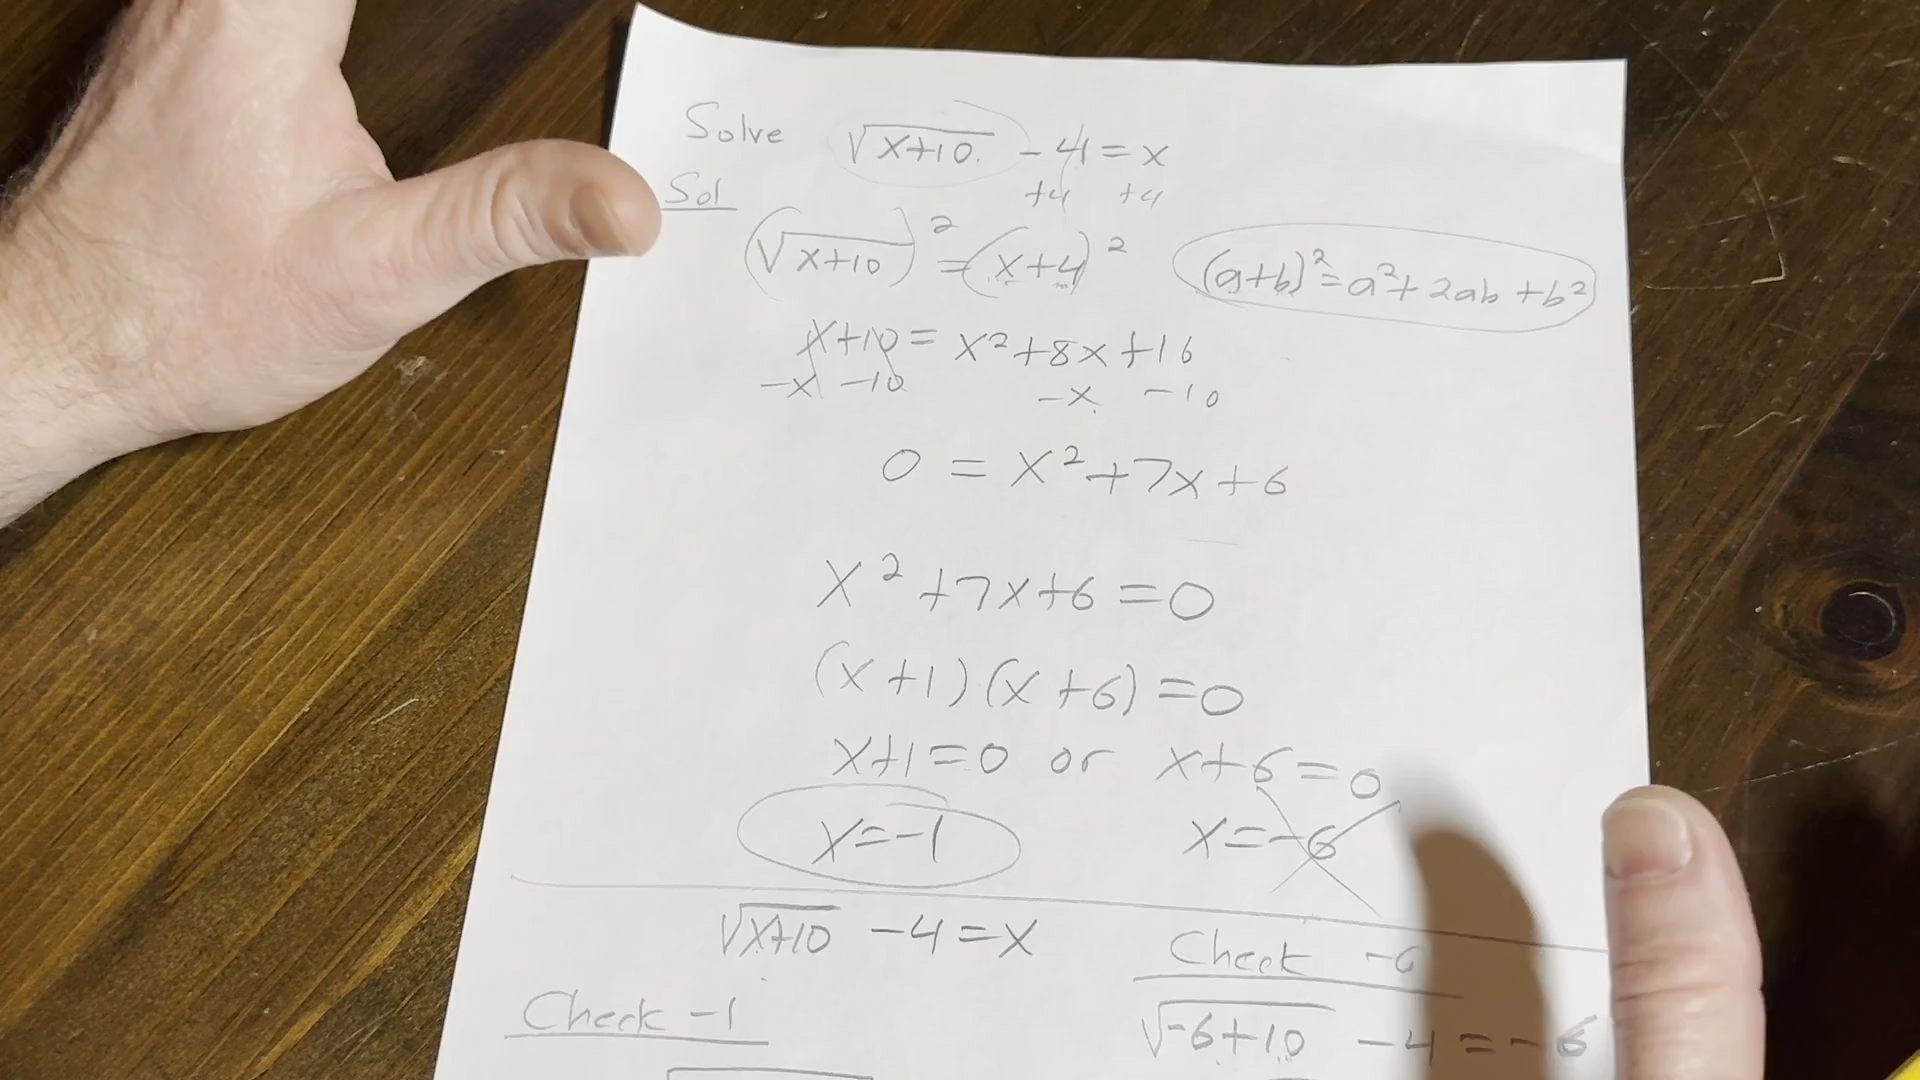 Solve √(x+10) - 4 = x
+4 +4
Sol
(√(x+10))² = (x+4)² (a+b)² = a² + 2ab + b²
x+10 = x² + 8x + 16
-x -10 -x -10
0 = x² + 7x + 6
x² + 7x + 6 = 0
(x+1)(x+6) = 0
x+1 = 0 or x+6 = 0
x = -1 x = -6
√(x+10) - 4 = x
Check -1
Check -6
√(-6+10) - 4 = -6